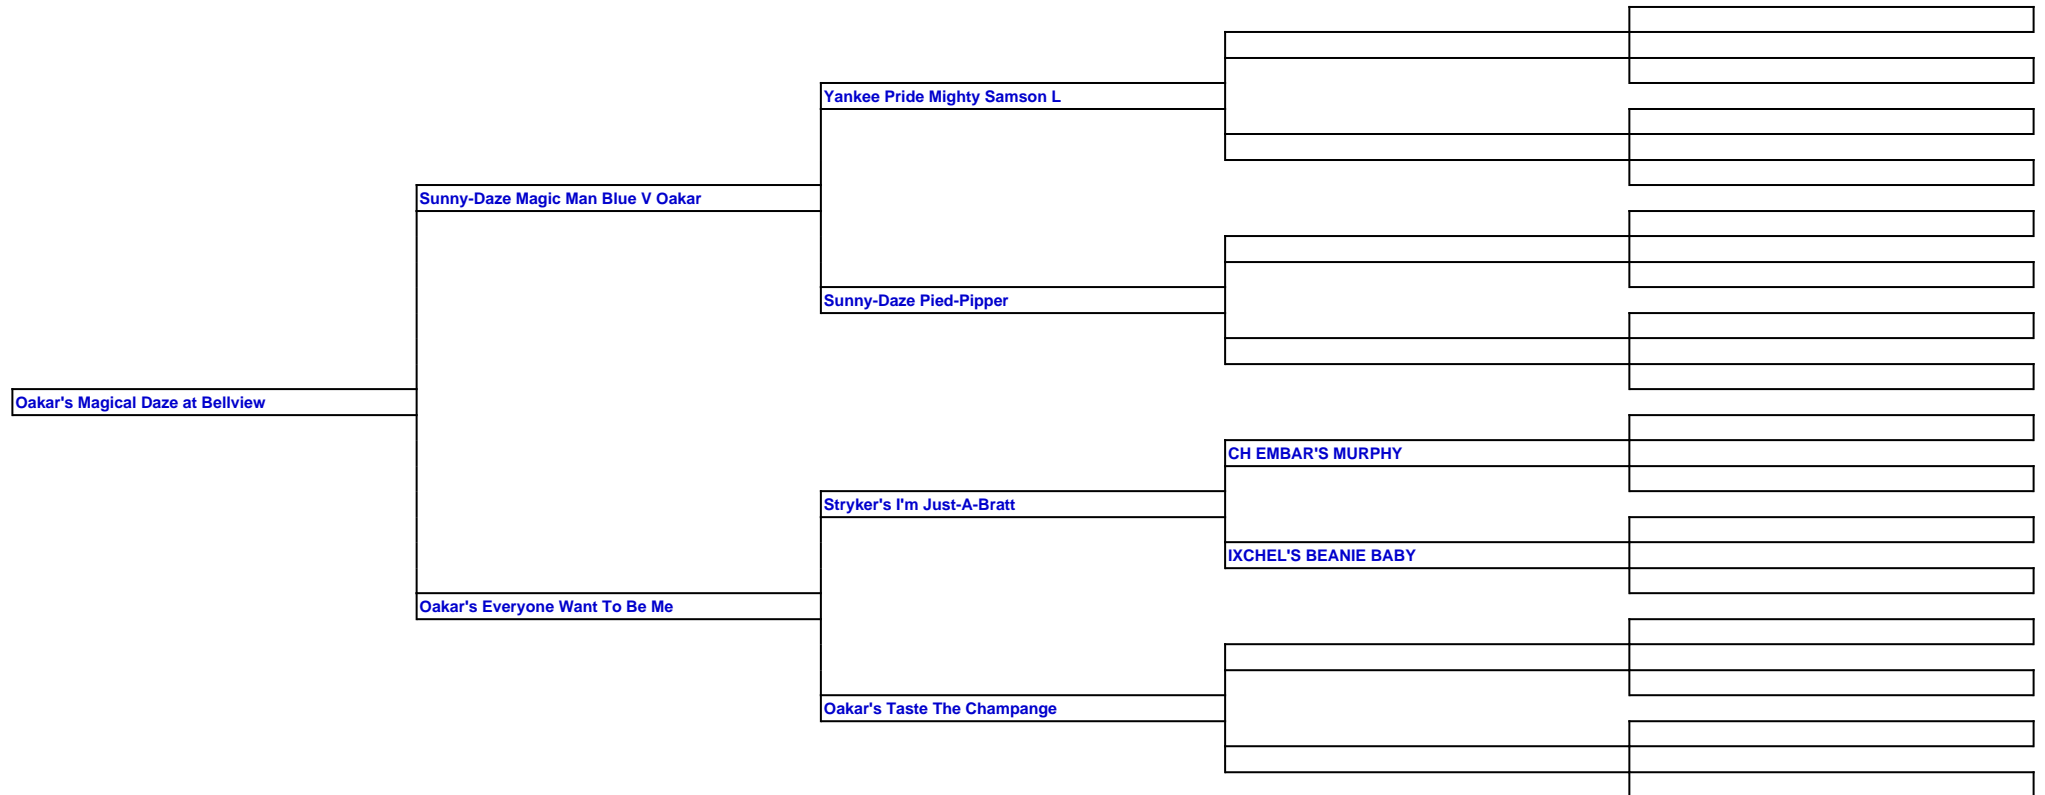 Yankee Pride Mighty Samson L
Sunny-Daze Magic Man Blue V Oakar
Sunny-Daze Pied-Pipper
Oakar's Magical Daze at Bellview
CH EMBAR'S MURPHY
Stryker's I'm Just-A-Bratt
IXCHEL'S BEANIE BABY
Oakar's Everyone Want To Be Me
Oakar's Taste The Champange